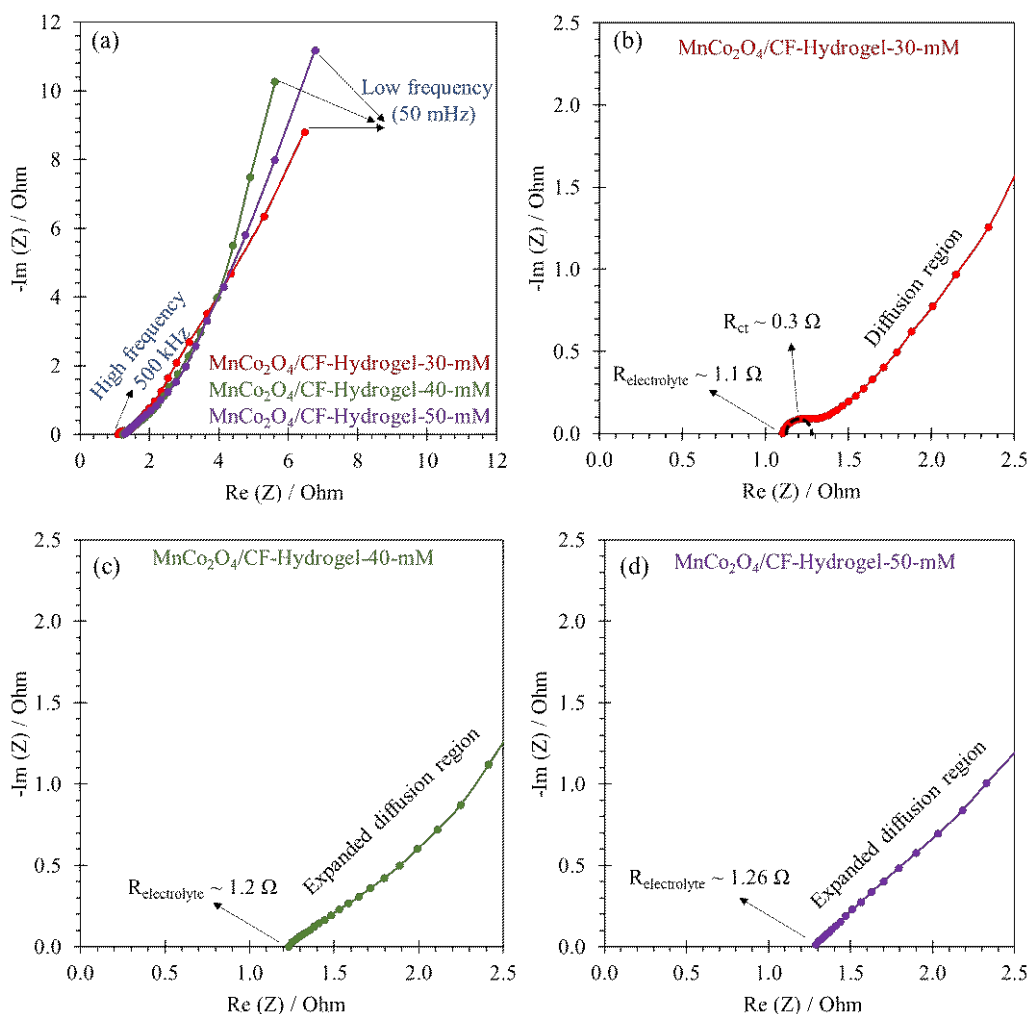 (a)
12
10
8
6
4
2
0
-Im (Z) / Ohm
Low frequency
(50 mHz)
High frequency
500 kHz
MnCo₂O₄/CF-Hydrogel-30-mM
MnCo₂O₄/CF-Hydrogel-40-mM
MnCo₂O₄/CF-Hydrogel-50-mM
0 2 4 6 8 10 12
Re (Z) / Ohm
(b)
MnCo₂O₄/CF-Hydrogel-30-mM
2.5
2.0
1.5
1.0
0.5
0.0
-Im (Z) / Ohm
Diffusion region
R_ct ~ 0.3 Ω
R_electrolyte ~ 1.1 Ω
0.0 0.5 1.0 1.5 2.0 2.5
Re (Z) / Ohm
(c)
MnCo₂O₄/CF-Hydrogel-40-mM
2.5
2.0
1.5
1.0
0.5
0.0
-Im (Z) / Ohm
Expanded diffusion region
R_electrolyte ~ 1.2 Ω
0.0 0.5 1.0 1.5 2.0 2.5
Re (Z) / Ohm
(d)
MnCo₂O₄/CF-Hydrogel-50-mM
2.5
2.0
1.5
1.0
0.5
0.0
-Im (Z) / Ohm
Expanded diffusion region
R_electrolyte ~ 1.26 Ω
0.0 0.5 1.0 1.5 2.0 2.5
Re (Z) / Ohm